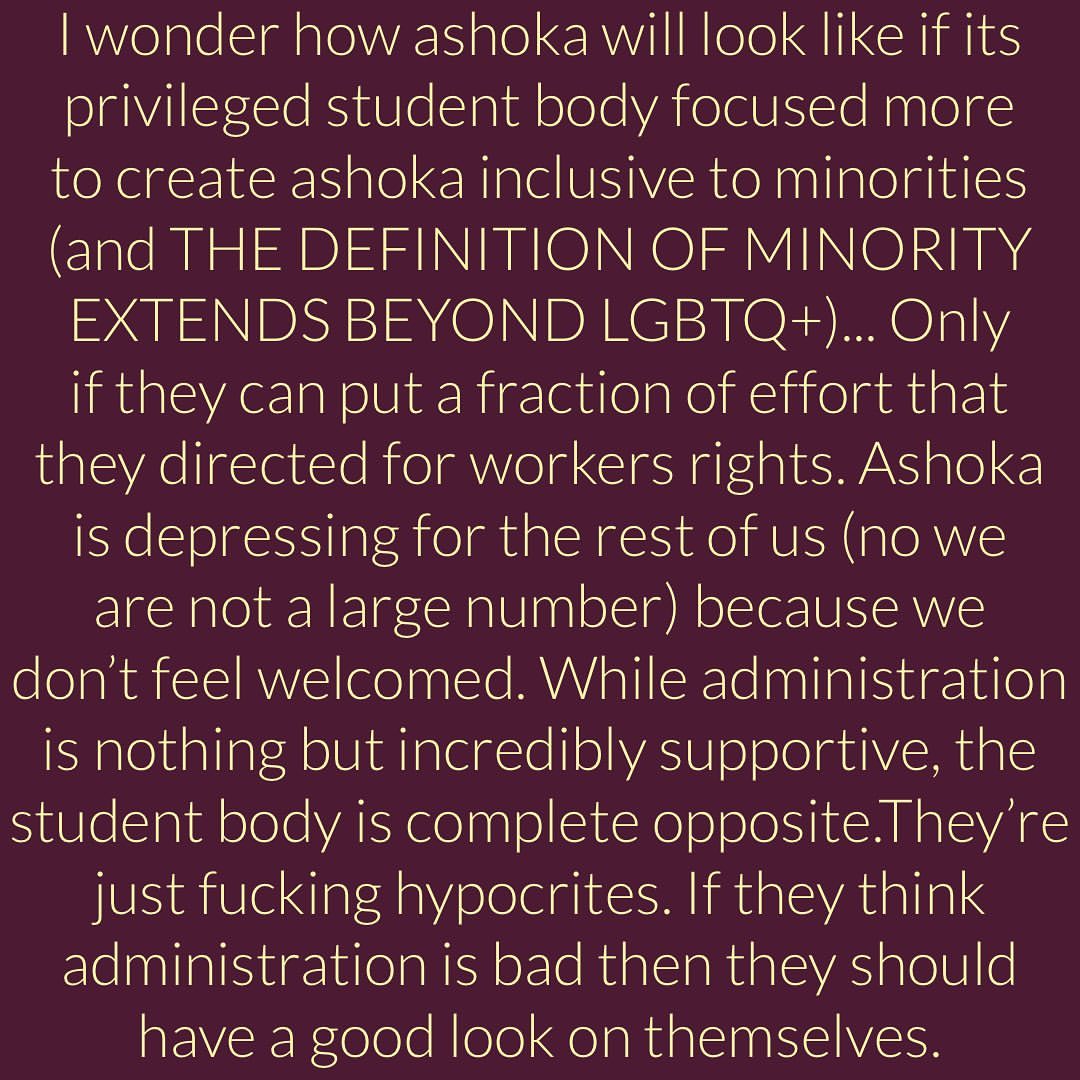 I wonder how ashoka will look like if its
privileged student body focused more
to create ashoka inclusive to minorities
(and THE DEFINITION OF MINORITY
EXTENDS BEYOND LGBTQ+)... Only
if they can put a fraction of effort that
they directed for workers rights. Ashoka
is depressing for the rest of us (no we
are not a large number) because we
don’t feel welcomed. While administration
is nothing but incredibly supportive, the
student body is complete opposite.They’re
just fucking hypocrites. If they think
administration is bad then they should
have a good look on themselves.